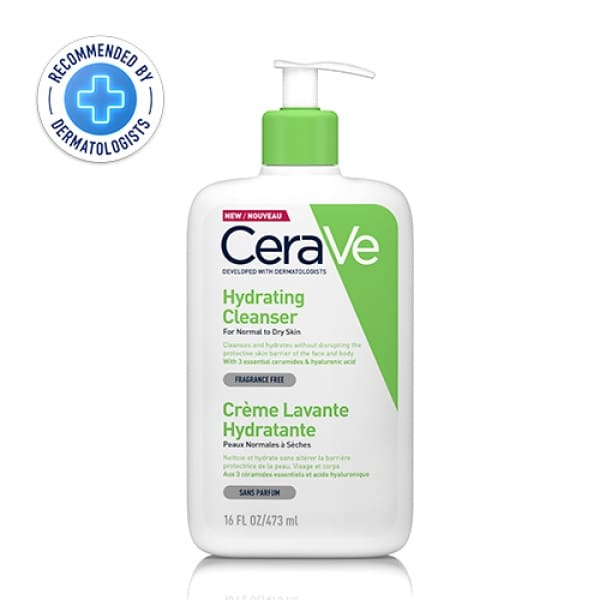 RECOMMENDED BY
DERMATOLOGISTS
NEW / NOUVEAU
CeraVe
DEVELOPED WITH DERMATOLOGISTS
Hydrating
Cleanser
For Normal to Dry Skin
Cleanses and hydrates without disrupting the
protective skin barrier of the face and body
With 3 essential ceramides & hyaluronic acid
FRAGRANCE FREE
Crème Lavante
Hydratante
Peaux Normales à Sèches
Nettoie et hydrate sans altérer la barrière
protectrice de la peau. Visage et corps
Aux 3 céramides essentiels et acide hyaluronique
SANS PARFUM
16 FL OZ/473 ml